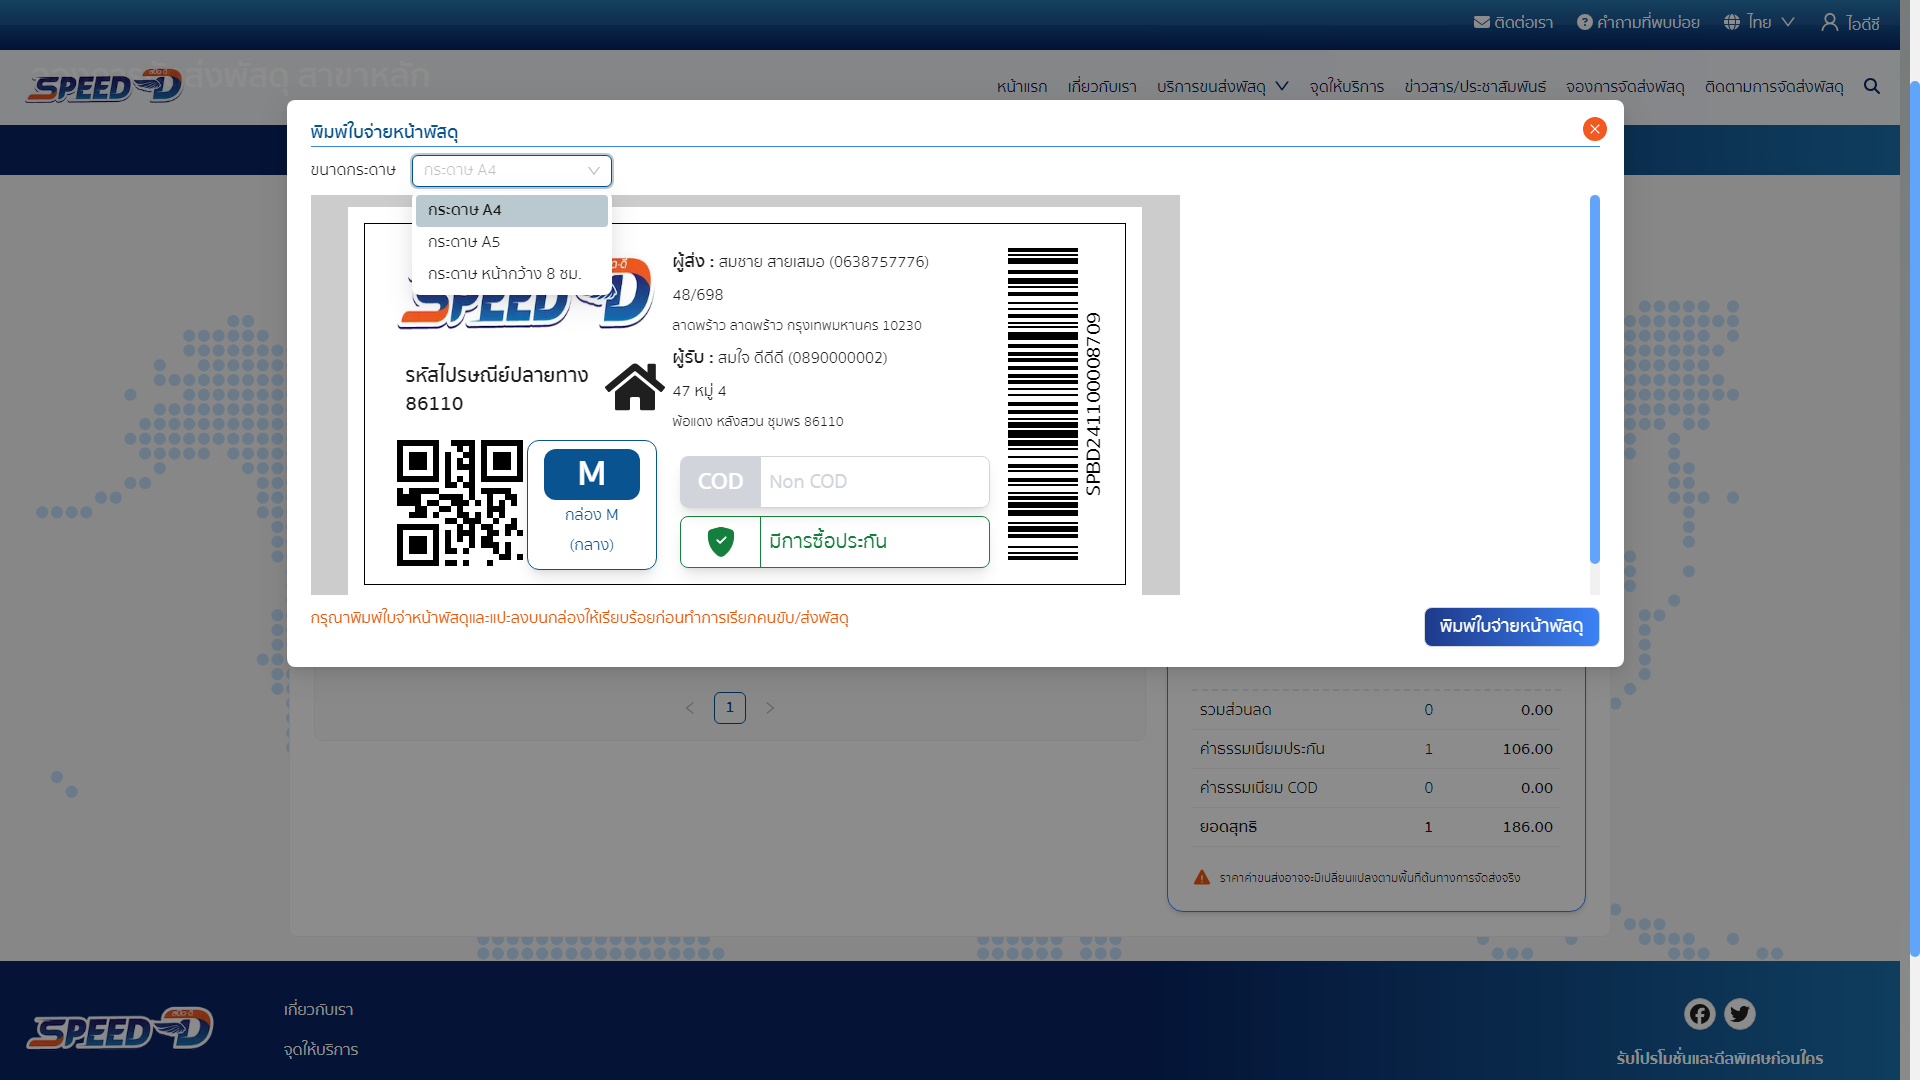 ติดต่อเรา
คำถามที่พบบ่อย
ไทย
ไอดีซี
SPEED-D
ส่งพัสดุ สาขาหลัก
หน้าแรก
เกี่ยวกับเรา
บริการขนส่งพัสดุ
จุดให้บริการ
ข่าวสาร/ประชาสัมพันธ์
จองการจัดส่งพัสดุ
ติดตามการจัดส่งพัสดุ
พิมพ์ใบจ่ายหน้าพัสดุ
ขนาดกระดาษ
กระดาษ A4
กระดาษ A4
กระดาษ A5
กระดาษ หน้ากว้าง 8 ซม.
SPEED D
รหัสไปรษณีย์ปลายทาง
86110
M
กล่อง M
(กลาง)
ผู้ส่ง : สมชาย สายเสมอ (0638757776)
48/698
ลาดพร้าว ลาดพร้าว กรุงเทพมหานคร 10230
ผู้รับ : สมใจ ดีดีดี (0890000002)
47 หมู่ 4
พ้อแดง หลังสวน ชุมพร 86110
COD
Non COD
มีการซื้อประกัน
SPBD241100008709
กรุณาพิมพ์ใบจ่าหน้าพัสดุและแปะลงบนกล่องให้เรียบร้อยก่อนทำการเรียกคนขับ/ส่งพัสดุ
พิมพ์ใบจ่ายหน้าพัสดุ
1
รวมส่วนลด 0 0.00
ค่าธรรมเนียมประกัน 1 106.00
ค่าธรรมเนียม COD 0 0.00
ยอดสุทธิ 1 186.00
ราคาค่าขนส่งอาจจะมีเปลี่ยนแปลงตามพื้นที่ต้นทางการจัดส่งจริง
SPEED-D
สปีด-ดี
เกี่ยวกับเรา
จุดให้บริการ
รับโปรโมชั่นและดีลพิเศษก่อนใคร